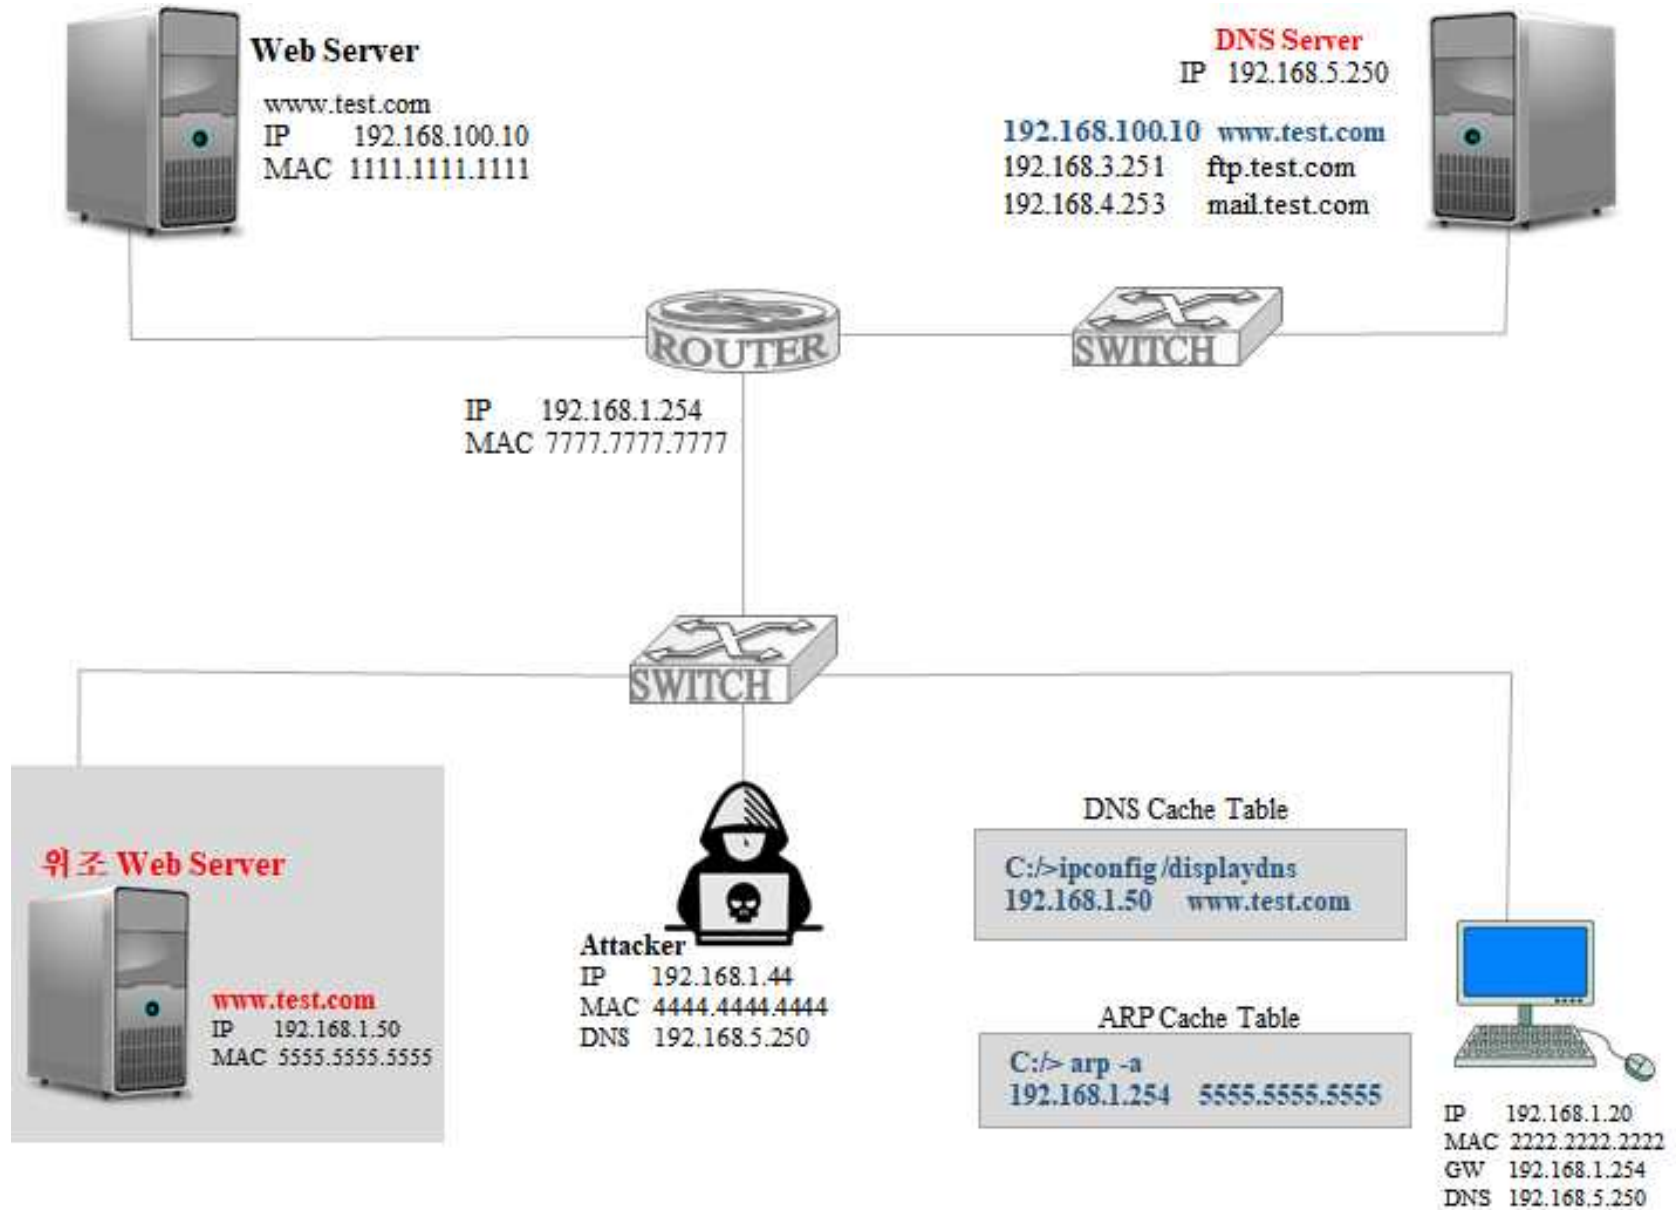 Web Server
www.test.com
IP 192.168.100.10
MAC 1111.1111.1111
DNS Server
IP 192.168.5.250
192.168.100.10 www.test.com
192.168.3.251 ftp.test.com
192.168.4.253 mail.test.com
ROUTER
SWITCH
IP 192.168.1.254
MAC 7777.7777.7777
SWITCH
위조 Web Server
www.test.com
IP 192.168.1.50
MAC 5555.5555.5555
Attacker
IP 192.168.1.44
MAC 4444.4444.4444
DNS 192.168.5.250
DNS Cache Table
C:/>ipconfig /displaydns
192.168.1.50 www.test.com
ARP Cache Table
C:/> arp -a
192.168.1.254 5555.5555.5555
IP 192.168.1.20
MAC 2222.2222.2222
GW 192.168.1.254
DNS 192.168.5.250